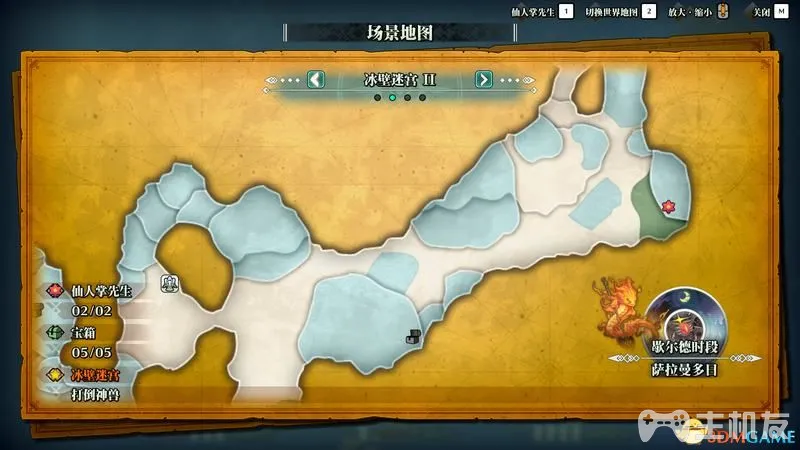 仙人掌先生 1 切换世界地图 2 放大·缩小 关闭 M
场景地图
冰壁迷宫 II
仙人掌先生
02/02
宝箱
05/05
冰壁迷宫
打倒神兽
歇尔德时段
萨拉曼多日
主机友
3DMGAME